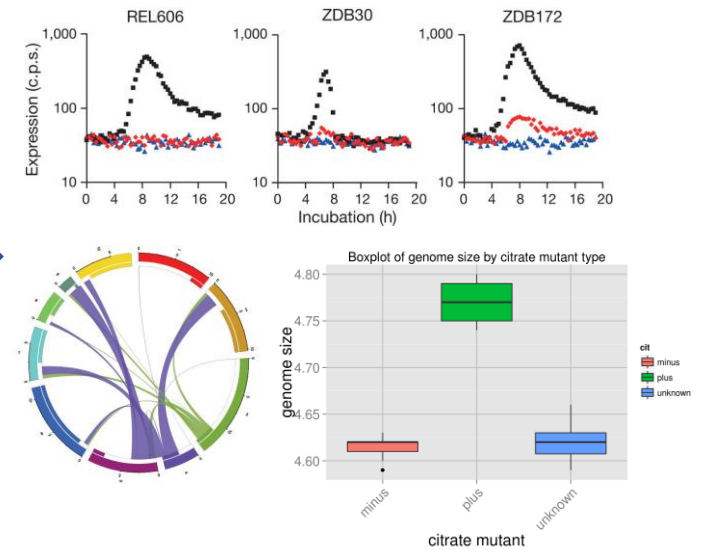 REL606
ZDB30
ZDB172
1,000
1,000
1,000
100
100
100
10
10
10
Expression (c.p.s.)
0 4 8 12 16 20
0 4 8 12 16 20
0 4 8 12 16 20
Incubation (h)
Boxplot of genome size by citrate mutant type
4.80
4.75
4.70
4.65
4.60
genome size
minus
plus
unknown
citrate mutant
cit
minus
plus
unknown